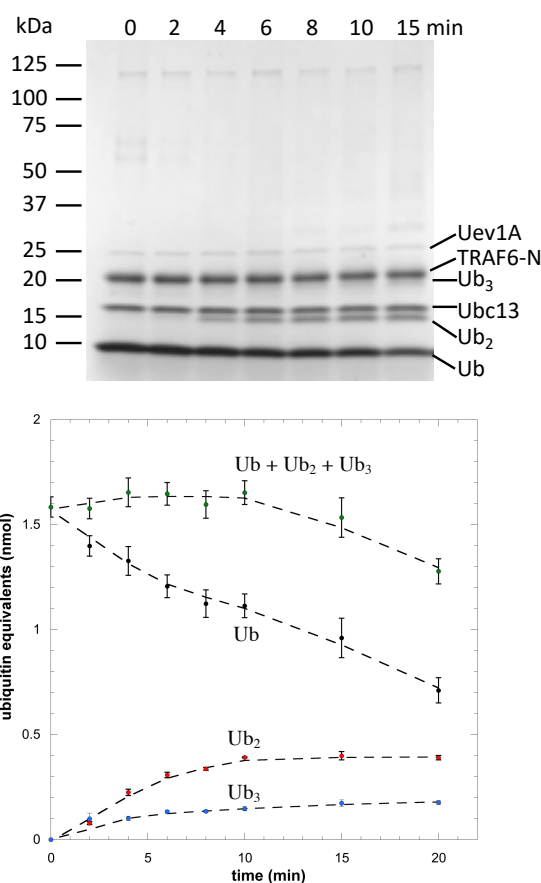 kDa 0 2 4 6 8 10 15 min
125
100
75
50
37
25
20
15
10
Uev1A
TRAF6-N
Ub3
Ubc13
Ub2
Ub
2
1.5
1
0.5
0
ubiquitin equivalents (nmol)
Ub + Ub2 + Ub3
Ub
Ub2
Ub3
0 5 10 15 20
time (min)